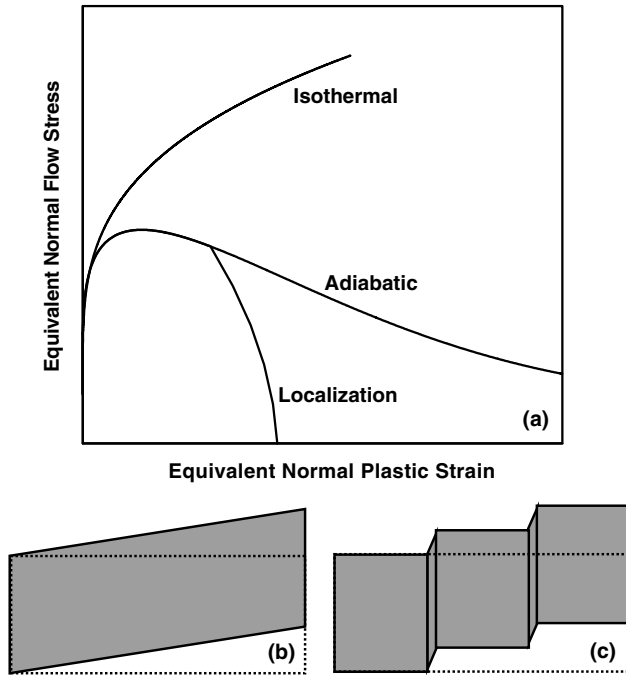 Equivalent Normal Flow Stress
Isothermal
Adiabatic
Localization
(a)
Equivalent Normal Plastic Strain
(b)
(c)